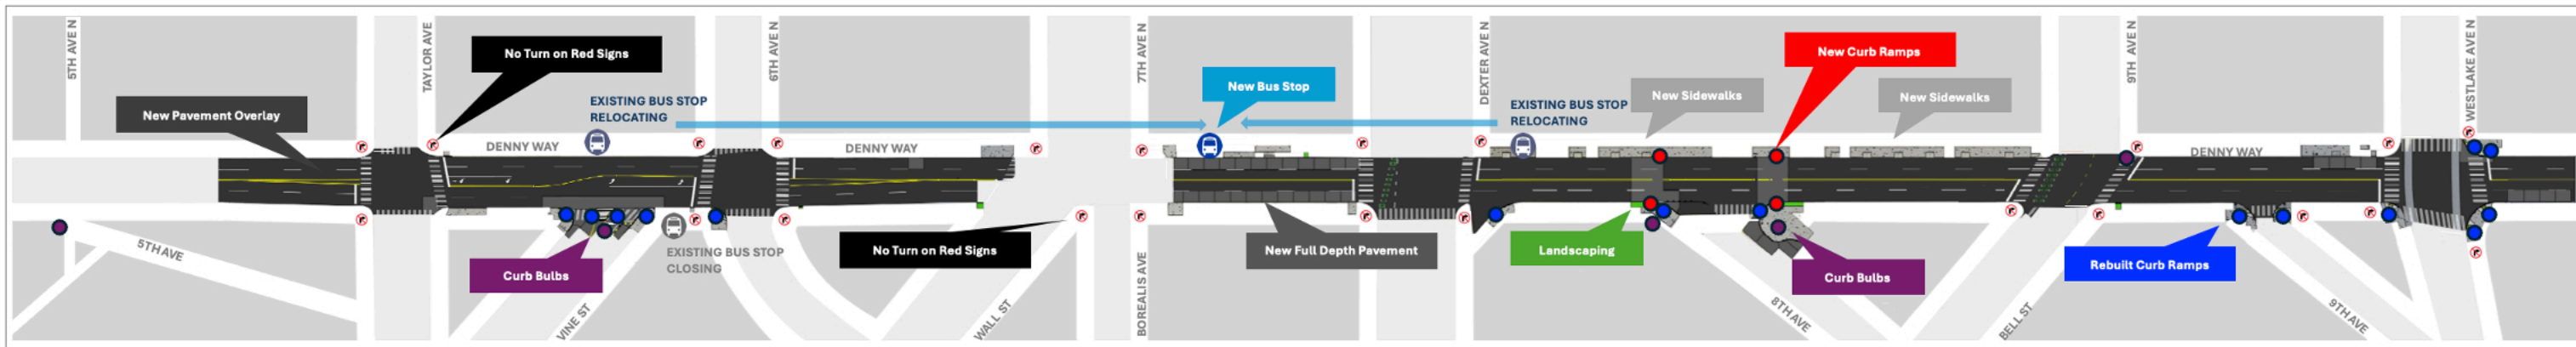 5TH AVE N
New Pavement Overlay
5TH AVE
TAYLOR AVE
No Turn on Red Signs
DENNY WAY
EXISTING BUS STOP
RELOCATING
Curb Bulbs
VINE ST
EXISTING BUS STOP
CLOSING
6TH AVE N
DENNY WAY
No Turn on Red Signs
WALL ST
7TH AVE N
BOREALIS AVE
New Bus Stop
New Full Depth Pavement
DEXTER AVE N
EXISTING BUS STOP
RELOCATING
New Sidewalks
Landscaping
New Curb Ramps
8TH AVE
Curb Bulbs
New Sidewalks
BELL ST
9TH AVE N
DENNY WAY
Rebuilt Curb Ramps
9TH AVE
WESTLAKE AVE N